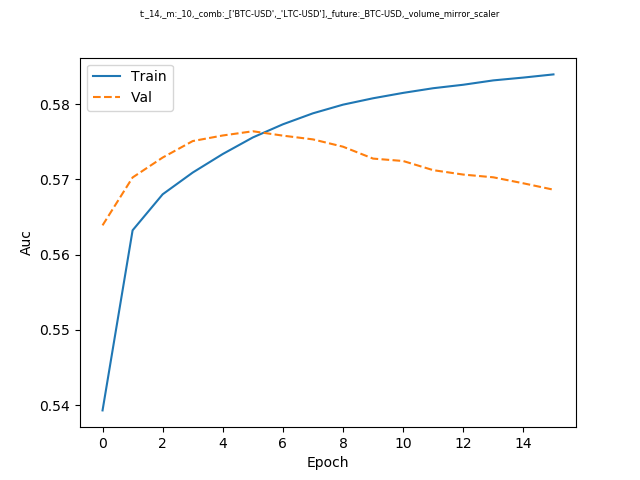 t:_14,_m:_10,_comb:_['BTC-USD',_'LTC-USD'],_future:_BTC-USD,_volume_mirror_scaler
Train
Val
0.58
0.57
0.56
0.55
0.54
Auc
0 2 4 6 8 10 12 14
Epoch